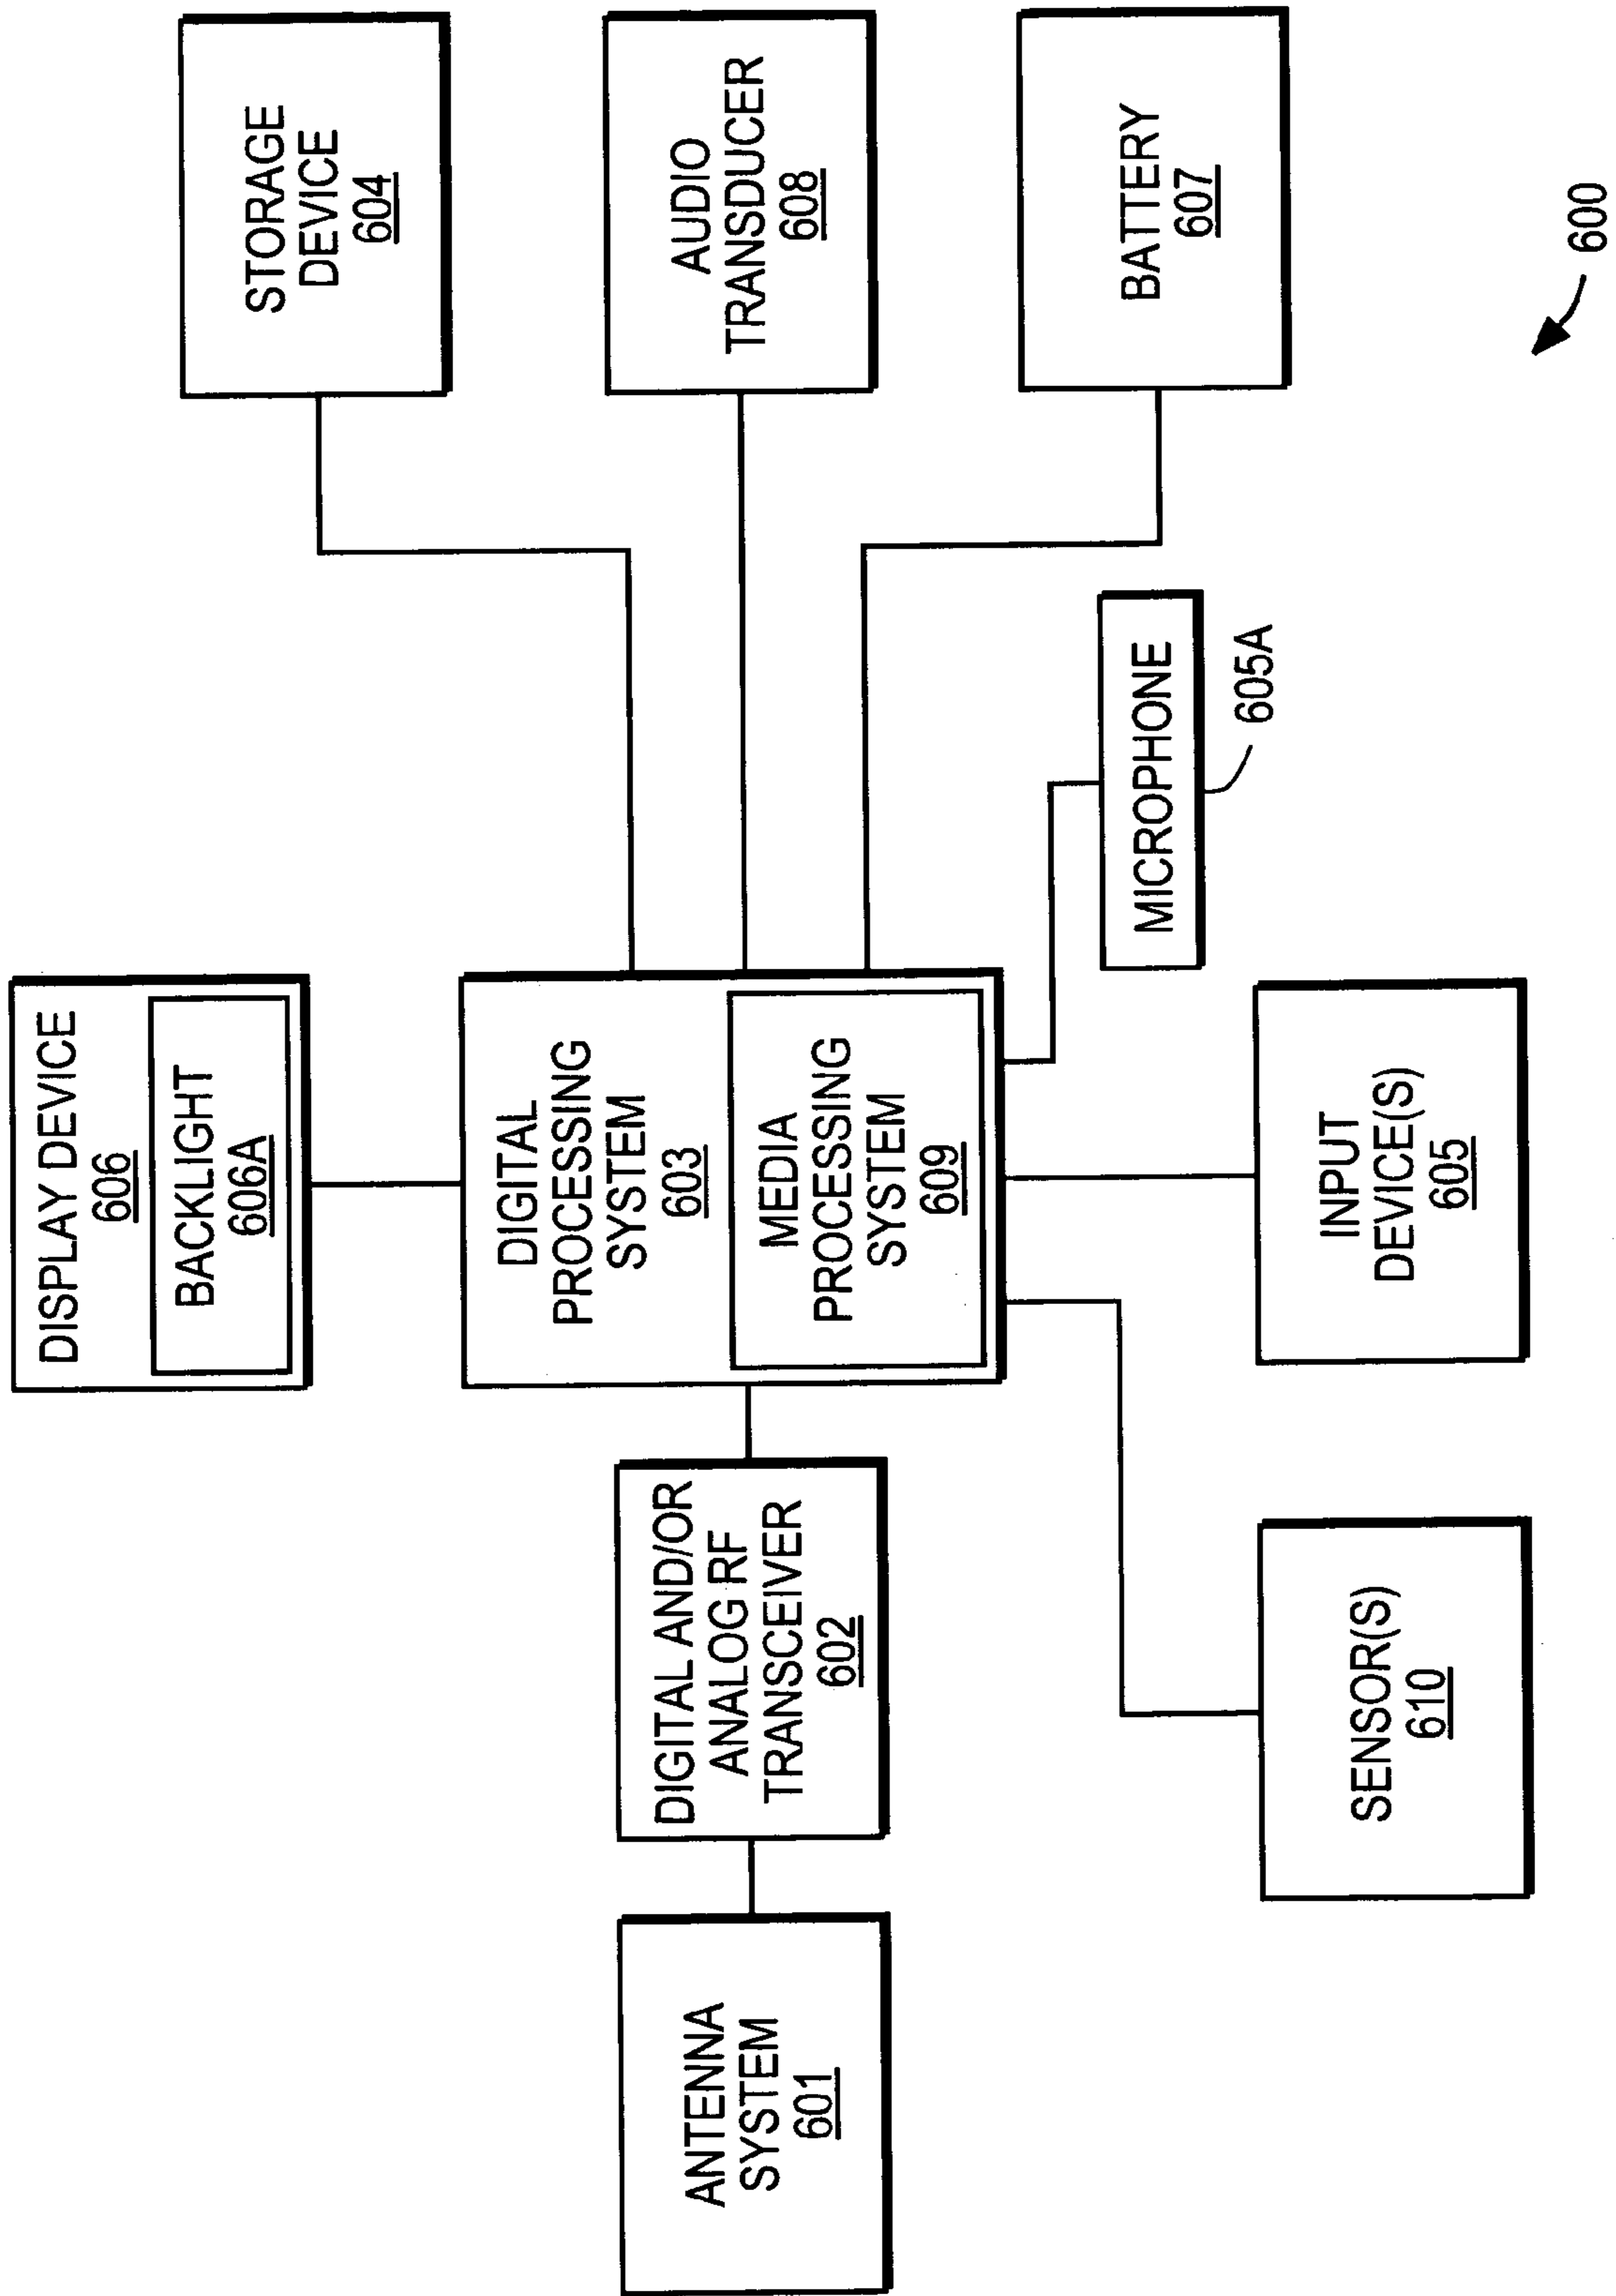 DISPLAY DEVICE
606
BACKLIGHT
606A
STORAGE
DEVICE
604
DIGITAL
PROCESSING
SYSTEM
603
MEDIA
PROCESSING
SYSTEM
609
AUDIO
TRANSDUCER
608
ANTENNA
SYSTEM
601
DIGITAL AND/OR
ANALOG RF
TRANSCEIVER
602
BATTERY
607
MICROPHONE
605A
SENSOR(S)
610
INPUT
DEVICE(S)
605
600